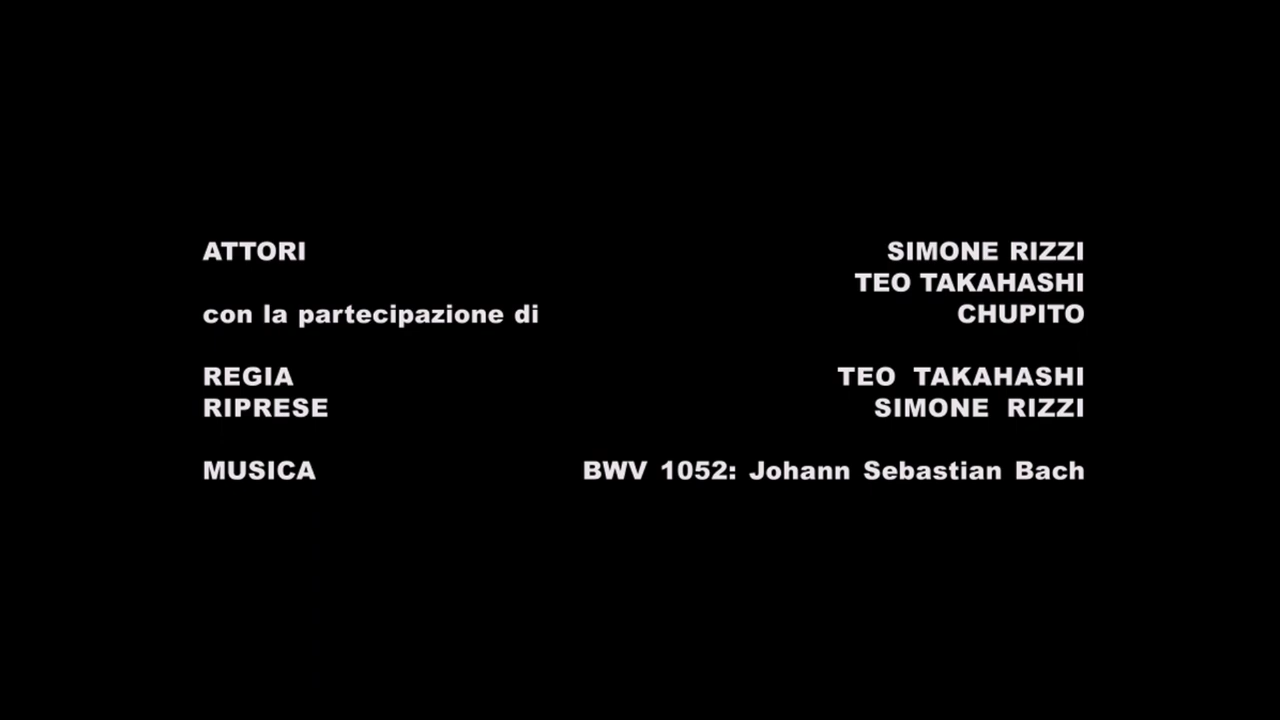 ATTORI SIMONE RIZZI
TEO TAKAHASHI
con la partecipazione di CHUPITO
REGIA TEO TAKAHASHI
RIPRESE SIMONE RIZZI
MUSICA BWV 1052: Johann Sebastian Bach